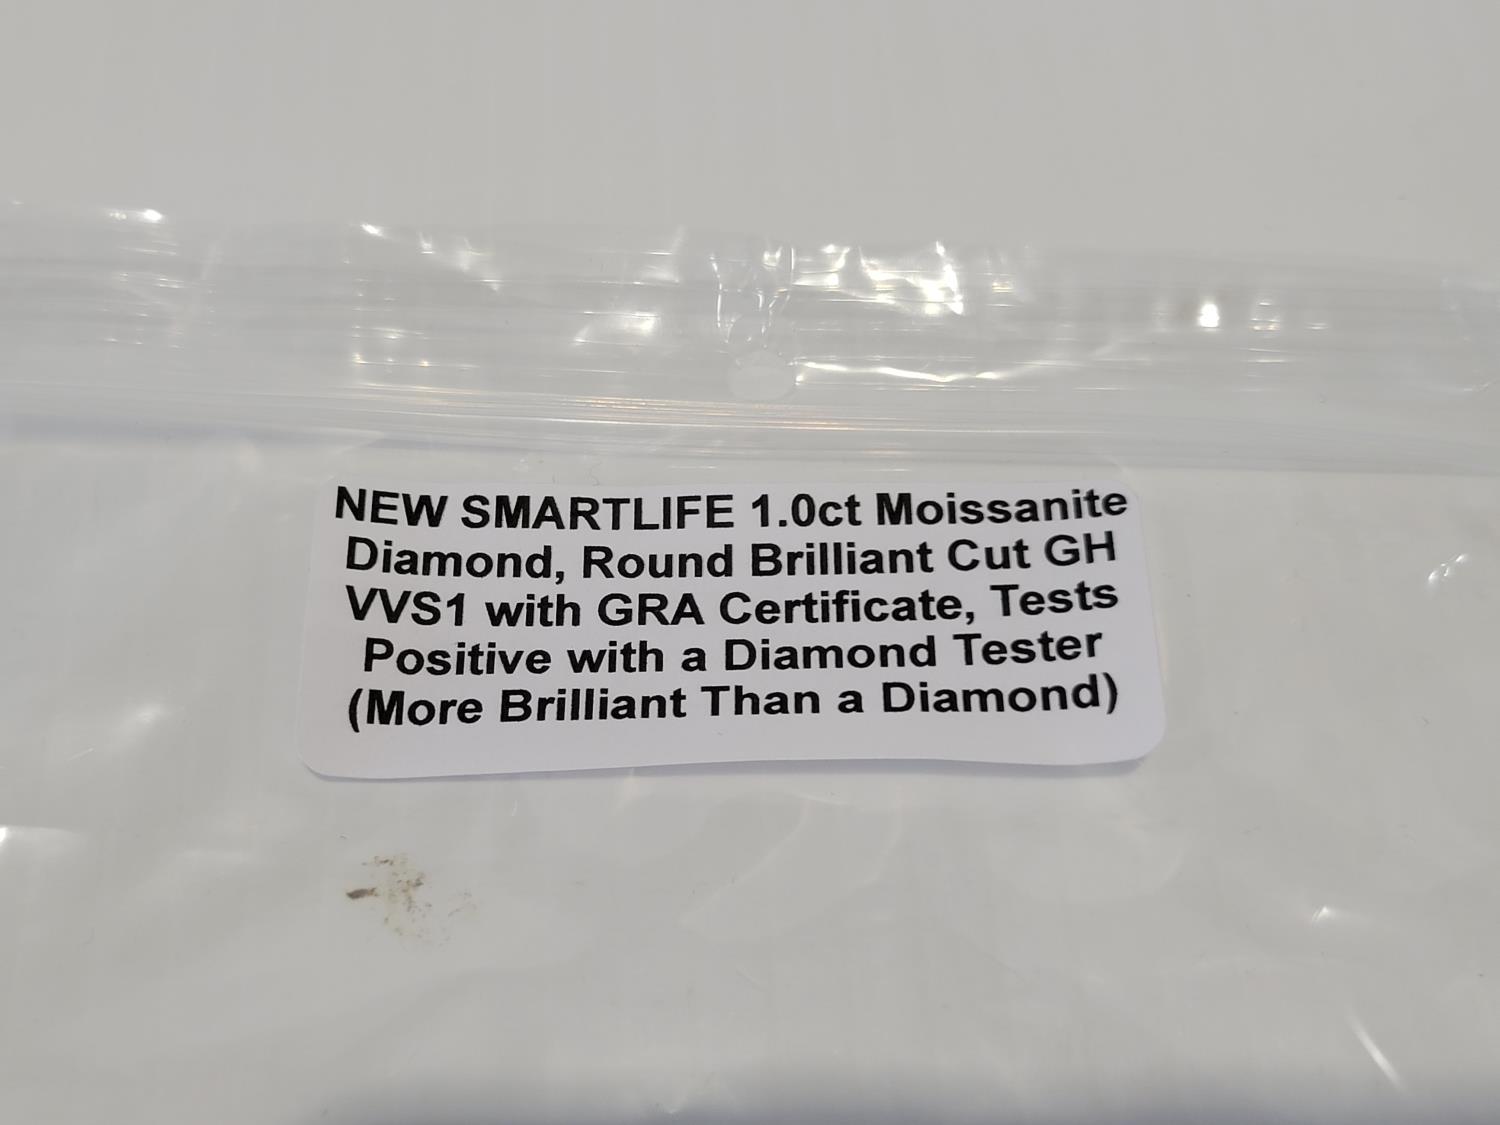 NEW SMARTLIFE 1.0ct Moissanite
Diamond, Round Brilliant Cut GH
VVS1 with GRA Certificate, Tests
Positive with a Diamond Tester
(More Brilliant Than a Diamond)